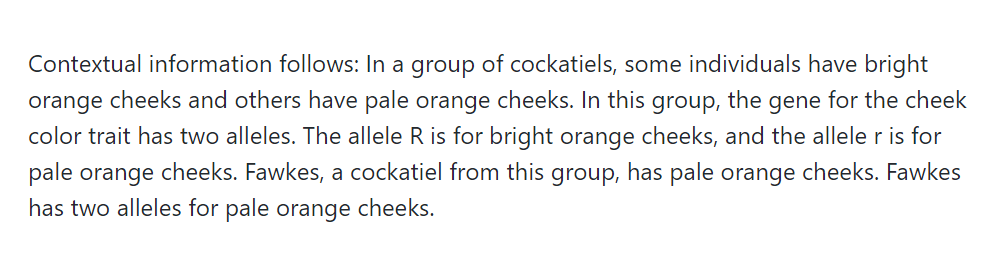 Contextual information follows: In a group of cockatiels, some individuals have bright
orange cheeks and others have pale orange cheeks. In this group, the gene for the cheek
color trait has two alleles. The allele R is for bright orange cheeks, and the allele r is for
pale orange cheeks. Fawkes, a cockatiel from this group, has pale orange cheeks. Fawkes
has two alleles for pale orange cheeks.